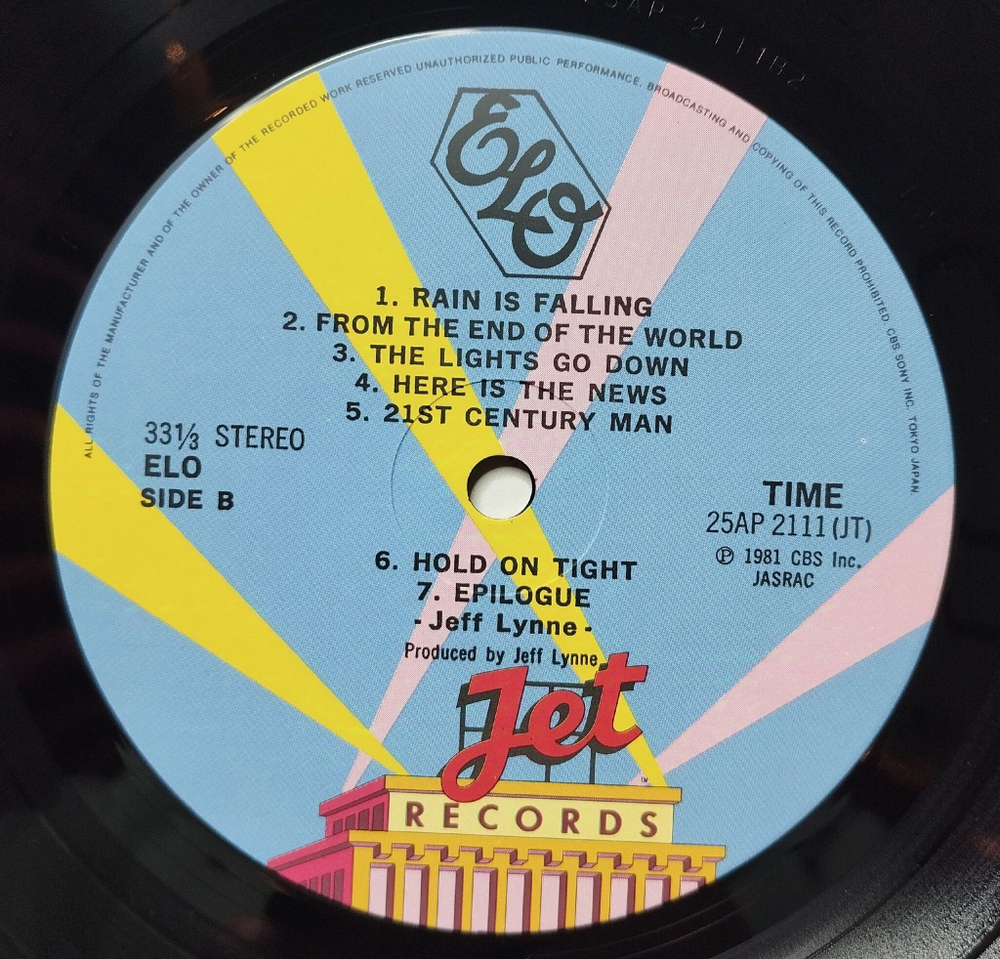 25AP 2111B2
ALL RIGHTS OF THE MANUFACTURER AND OF THE OWNER OF THE RECORDED WORK RESERVED UNAUTHORIZED PUBLIC PERFORMANCE, BROADCASTING AND COPYING OF THIS RECORD PROHIBITED CBS SONY INC. TOKYO JAPAN
ELO
1. RAIN IS FALLING
2. FROM THE END OF THE WORLD
3. THE LIGHTS GO DOWN
4. HERE IS THE NEWS
5. 21ST CENTURY MAN
33⅓ STEREO
ELO
SIDE B
TIME
25AP 2111(JT)
℗ 1981 CBS Inc.
JASRAC
6. HOLD ON TIGHT
7. EPILOGUE
- Jeff Lynne -
Produced by Jeff Lynne
Jet
TM
RECORDS